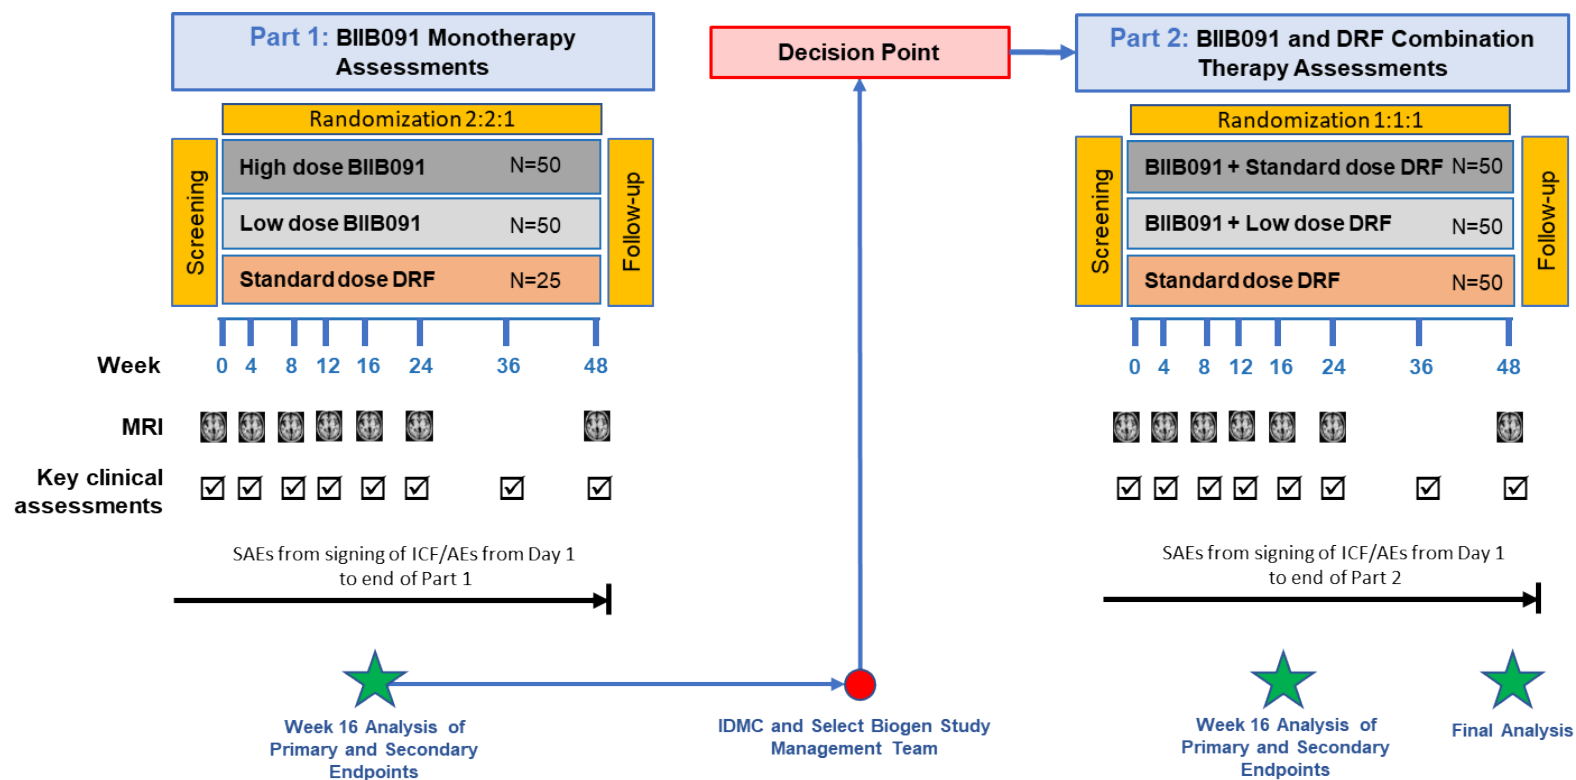 Part 1: BIIB091 Monotherapy
Assessments
Decision Point
Part 2: BIIB091 and DRF Combination
Therapy Assessments
Randomization 2:2:1
Screening
High dose BIIB091 N=50
Low dose BIIB091 N=50
Standard dose DRF N=25
Follow-up
Randomization 1:1:1
Screening
BIIB091 + Standard dose DRF N=50
BIIB091 + Low dose DRF N=50
Standard dose DRF N=50
Follow-up
Week 0 4 8 12 16 24 36 48
0 4 8 12 16 24 36 48
MRI
Key clinical
assessments
SAEs from signing of ICF/AEs from Day 1
to end of Part 1
SAEs from signing of ICF/AEs from Day 1
to end of Part 2
Week 16 Analysis of
Primary and Secondary
Endpoints
IDMC and Select Biogen Study
Management Team
Week 16 Analysis of
Primary and Secondary
Endpoints
Final Analysis